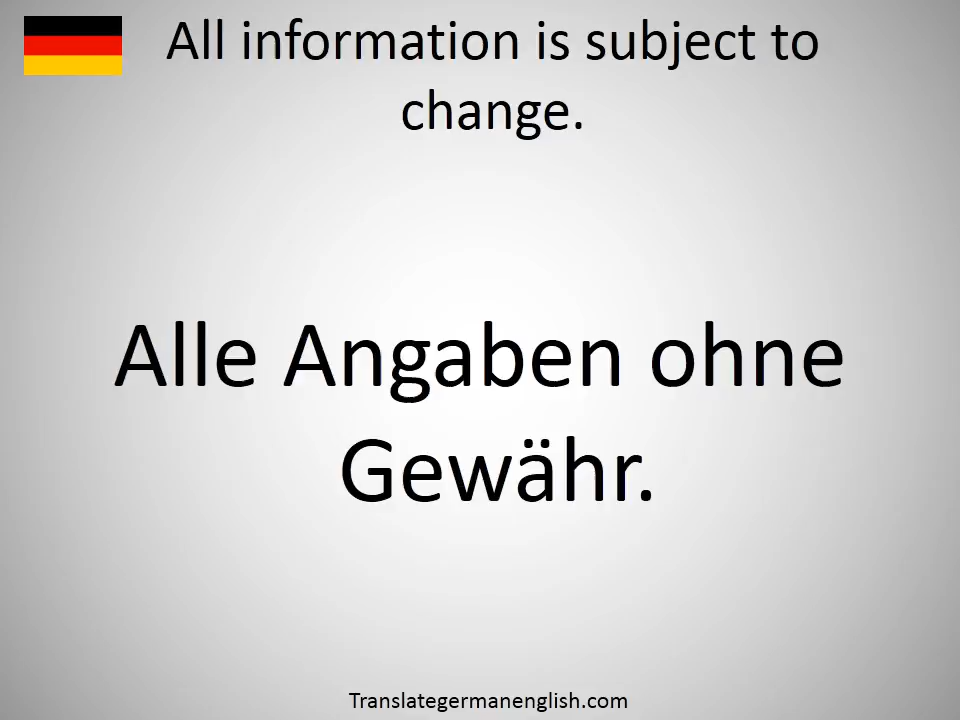 All information is subject to
change.
Alle Angaben ohne
Gewähr.
Translategermanenglish.com